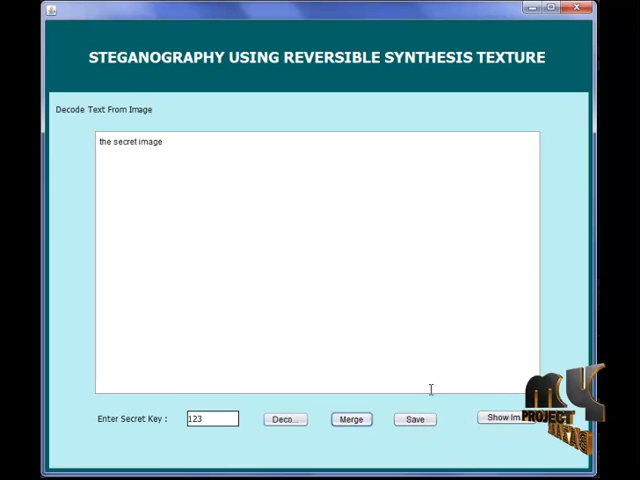 STEGANOGRAPHY USING REVERSIBLE SYNTHESIS TEXTURE
Decode Text From Image
the secret image
Enter Secret Key :
123
Deco...
Merge
Save
Show Im
PROJECT